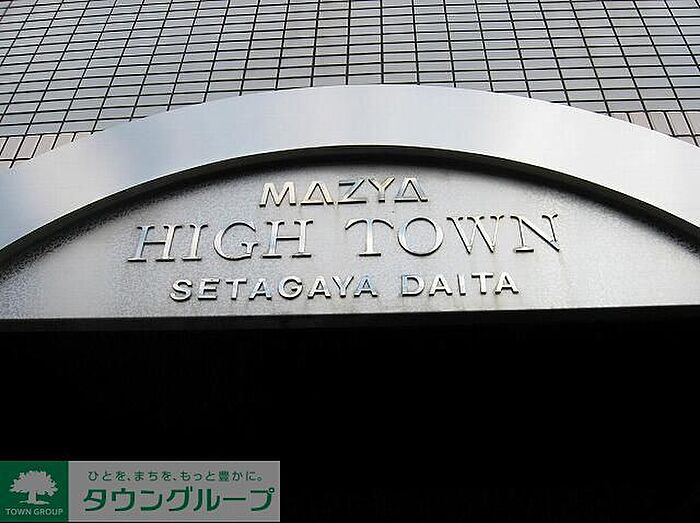 MAZYA
HIGH TOWN
SETAGAYA DAITA
TOWN GROUP
ひとを、まちを、もっと豊かに。
タウングループ